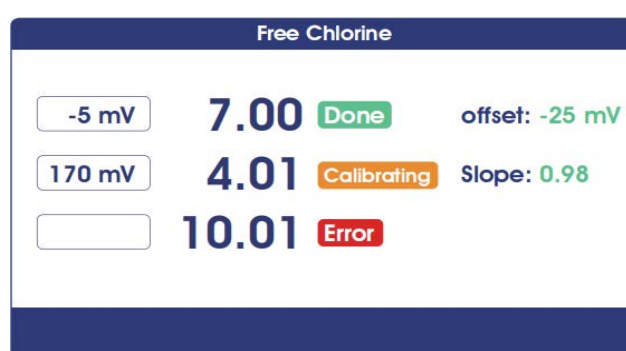 Free Chlorine
-5 mV 7.00 Done offset: -25 mV
170 mV 4.01 Calibrating Slope: 0.98
10.01 Error